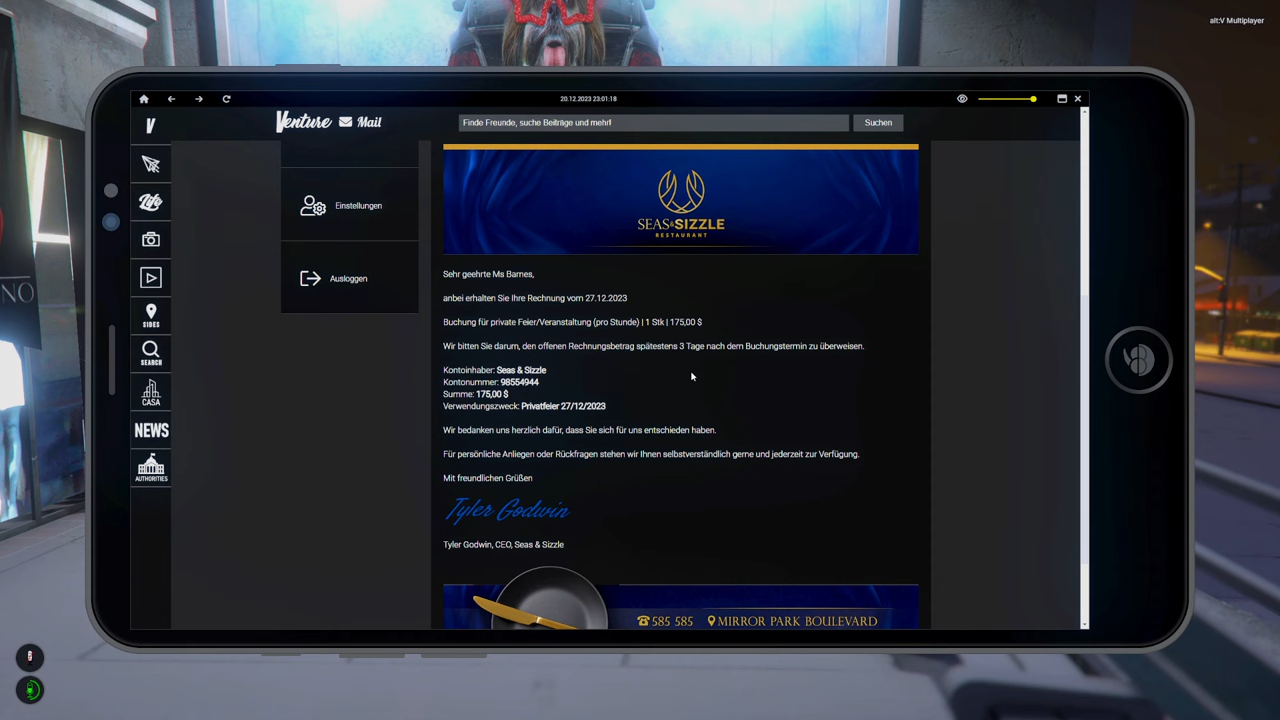 alt:V Multiplayer
20.12.2023 23:01:18
V
Venture Mail
Finde Freunde, suche Beiträge und mehr!
Suchen
Life
SIDES
SEARCH
CASA
NEWS
AUTHORITIES
NO
Einstellungen
Ausloggen
SEAS&SIZZLE
RESTAURANT
Sehr geehrte Ms Barnes,
anbei erhalten Sie Ihre Rechnung vom 27.12.2023
Buchung für private Feier/Veranstaltung (pro Stunde) | 1 Stk | 175,00 $
Wir bitten Sie darum, den offenen Rechnungsbetrag spätestens 3 Tage nach dem Buchungstermin zu überweisen.
Kontoinhaber: Seas & Sizzle
Kontonummer: 98554944
Summe: 175,00 $
Verwendungszweck: Privatfeier 27/12/2023
Wir bedanken uns herzlich dafür, dass Sie sich für uns entschieden haben.
Für persönliche Anliegen oder Rückfragen stehen wir Ihnen selbstverständlich gerne und jederzeit zur Verfügung.
Mit freundlichen Grüßen
Tyler Godwin
Tyler Godwin, CEO, Seas & Sizzle
585 585 MIRROR PARK BOULEVARD